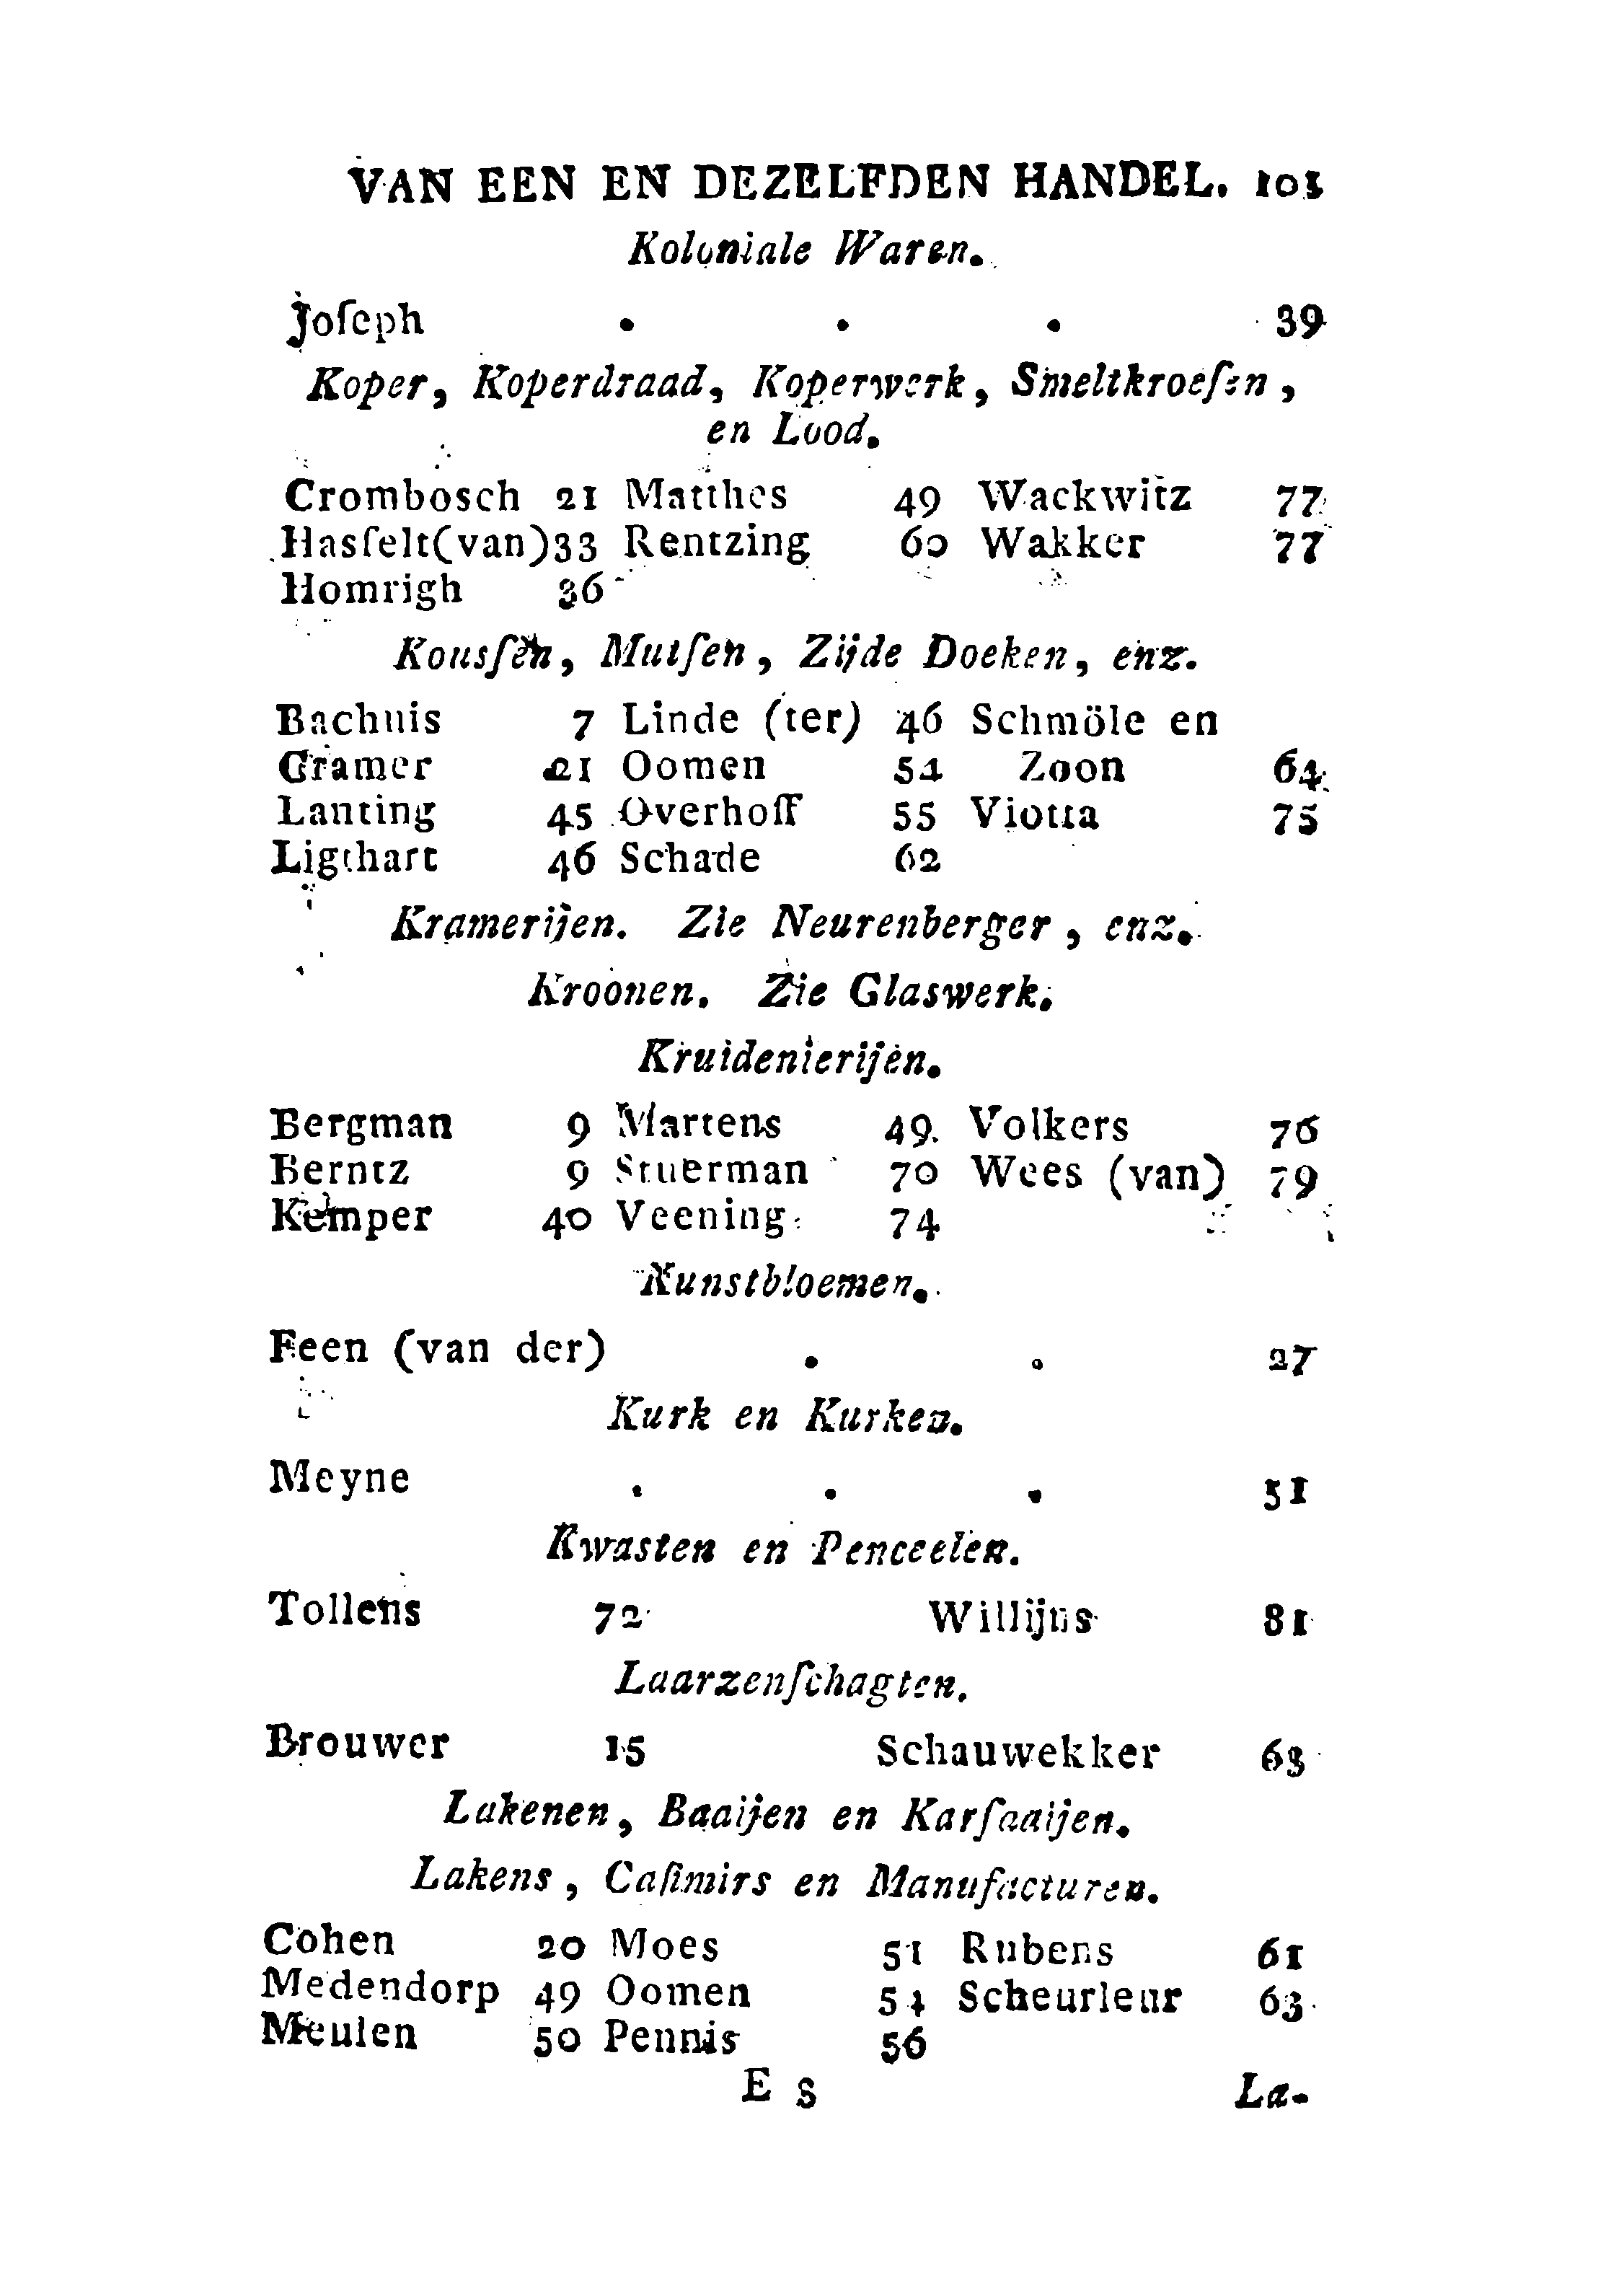 VAN EEN EN DEZELFDEN HANDEL. 101
Koloniale Waren.
Joſeph . . . 39
Koper, Koperdraad, Koperwerk, Smeltkroeſen,
en Lood.
Crombosch 21 Matthes 49 Wackwitz 77
Hasſelt(van)33 Rentzing 60 Wakker 77
Homrigh 36
Kousſen, Mutſen, Zijde Doeken, enz.
Bachuis 7 Linde (ter) 46 Schmöle en
Cramer 21 Oomen 54 Zoon 64
Lanting 45 Overhoff 55 Viotta 75
Ligthart 46 Schade 62
Kramerijen. Zie Neurenberger, enz.
Kroonen. Zie Glaswerk.
Kruidenierijen.
Bergman 9 Martens 49 Volkers 76
Berntz 9 Stuerman 70 Wees (van) 79
Kemper 40 Veening 74
Kunstbloemen.
Feen (van der) . . 27
Kurk en Kurken.
Meyne . . . 51
Kwasten en Penceelen.
Tollens 72 Willijns 81
Laarzenſchagten.
Brouwer 15 Schauwekker 63
Lakenen, Baaijen en Karſaaijen.
Lakens, Caſimirs en Manufacturen.
Cohen 20 Moes 51 Rubens 61
Medendorp 49 Oomen 54 Scheurleur 63
Meulen 50 Pennis 56
E 5 La-